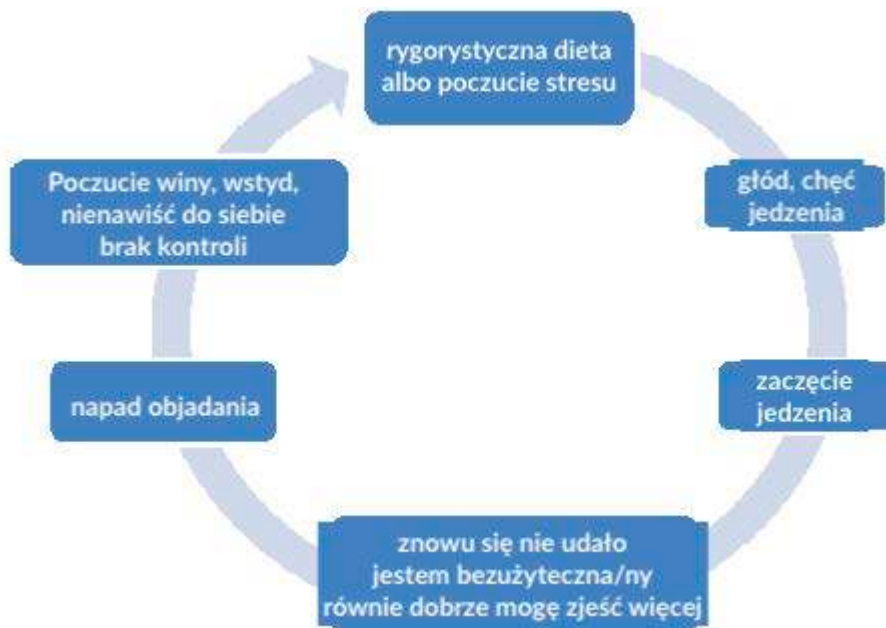 rygorystyczna dieta
albo poczucie stresu
głód, chęć
jedzenia
zaczęcie
jedzenia
znowu się nie udało
jestem bezużyteczna/ny
równie dobrze mogę zjeść więcej
napad objadania
Poczucie winy, wstyd,
nienawiść do siebie
brak kontroli